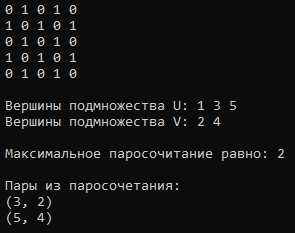 0 1 0 1 0
1 0 1 0 1
0 1 0 1 0
1 0 1 0 1
0 1 0 1 0
Вершины подмножества U: 1 3 5
Вершины подмножества V: 2 4
Максимальное паросочитание равно: 2
Пары из паросочетания:
(3, 2)
(5, 4)